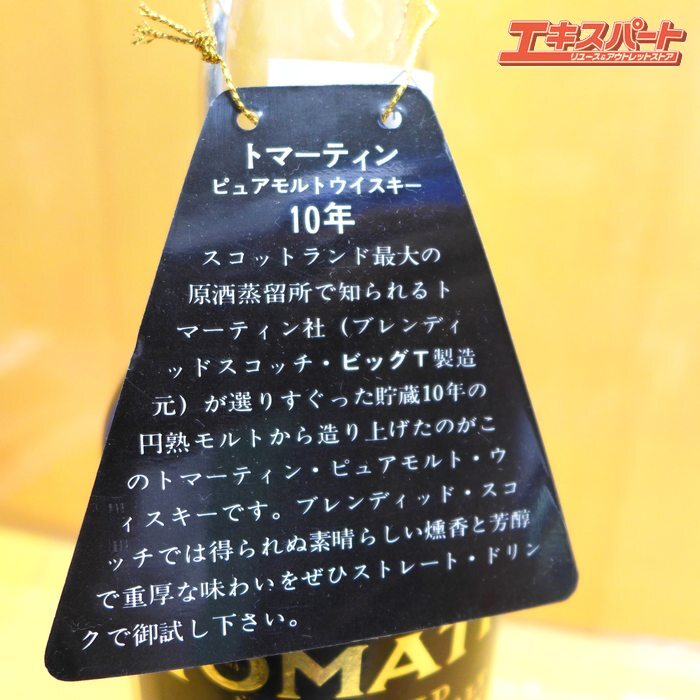 エキスパート
リユース&アウトレットストア
トマーティン
ピュアモルトウイスキー
10年
スコットランド最大の
原酒蒸留所で知られるト
マーティン社(ブレンディ
ッドスコッチ・ビッグT製造
元)が選りすぐった貯蔵10年の
円熟モルトから造り上げたのがこ
のトマーティン・ピュアモルト・ウ
ィスキーです。ブレンディッド・スコ
ッチでは得られぬ素晴らしい燻香と芳醇
で重厚な味わいをぜひストレート・ドリン
クで御試し下さい。